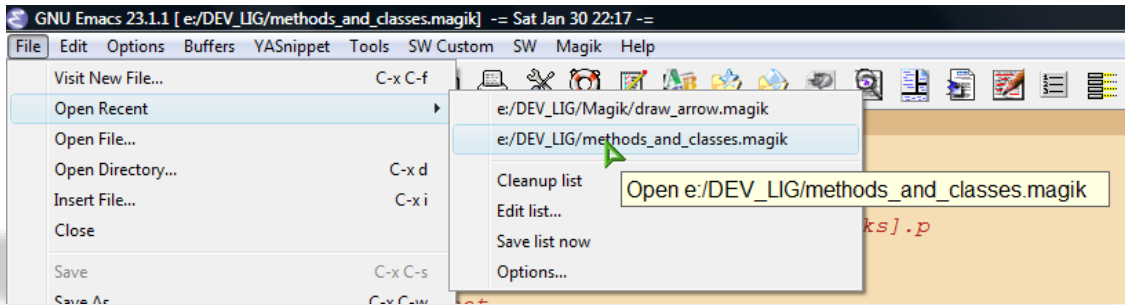 GNU Emacs 23.1.1 [ e:/DEV_LIG/methods_and_classes.magik] -= Sat Jan 30 22:17 -=
File Edit Options Buffers YASnippet Tools SW Custom SW Magik Help
Visit New File... C-x C-f
Open Recent
e:/DEV_LIG/Magik/draw_arrow.magik
Open File...
e:/DEV_LIG/methods_and_classes.magik
Open Directory... C-x d
Cleanup list
Open e:/DEV_LIG/methods_and_classes.magik
Insert File... C-x i
Edit list...
Close
ks].p
Save list now
Save C-x C-s
Options...
Save As... C-x C-w